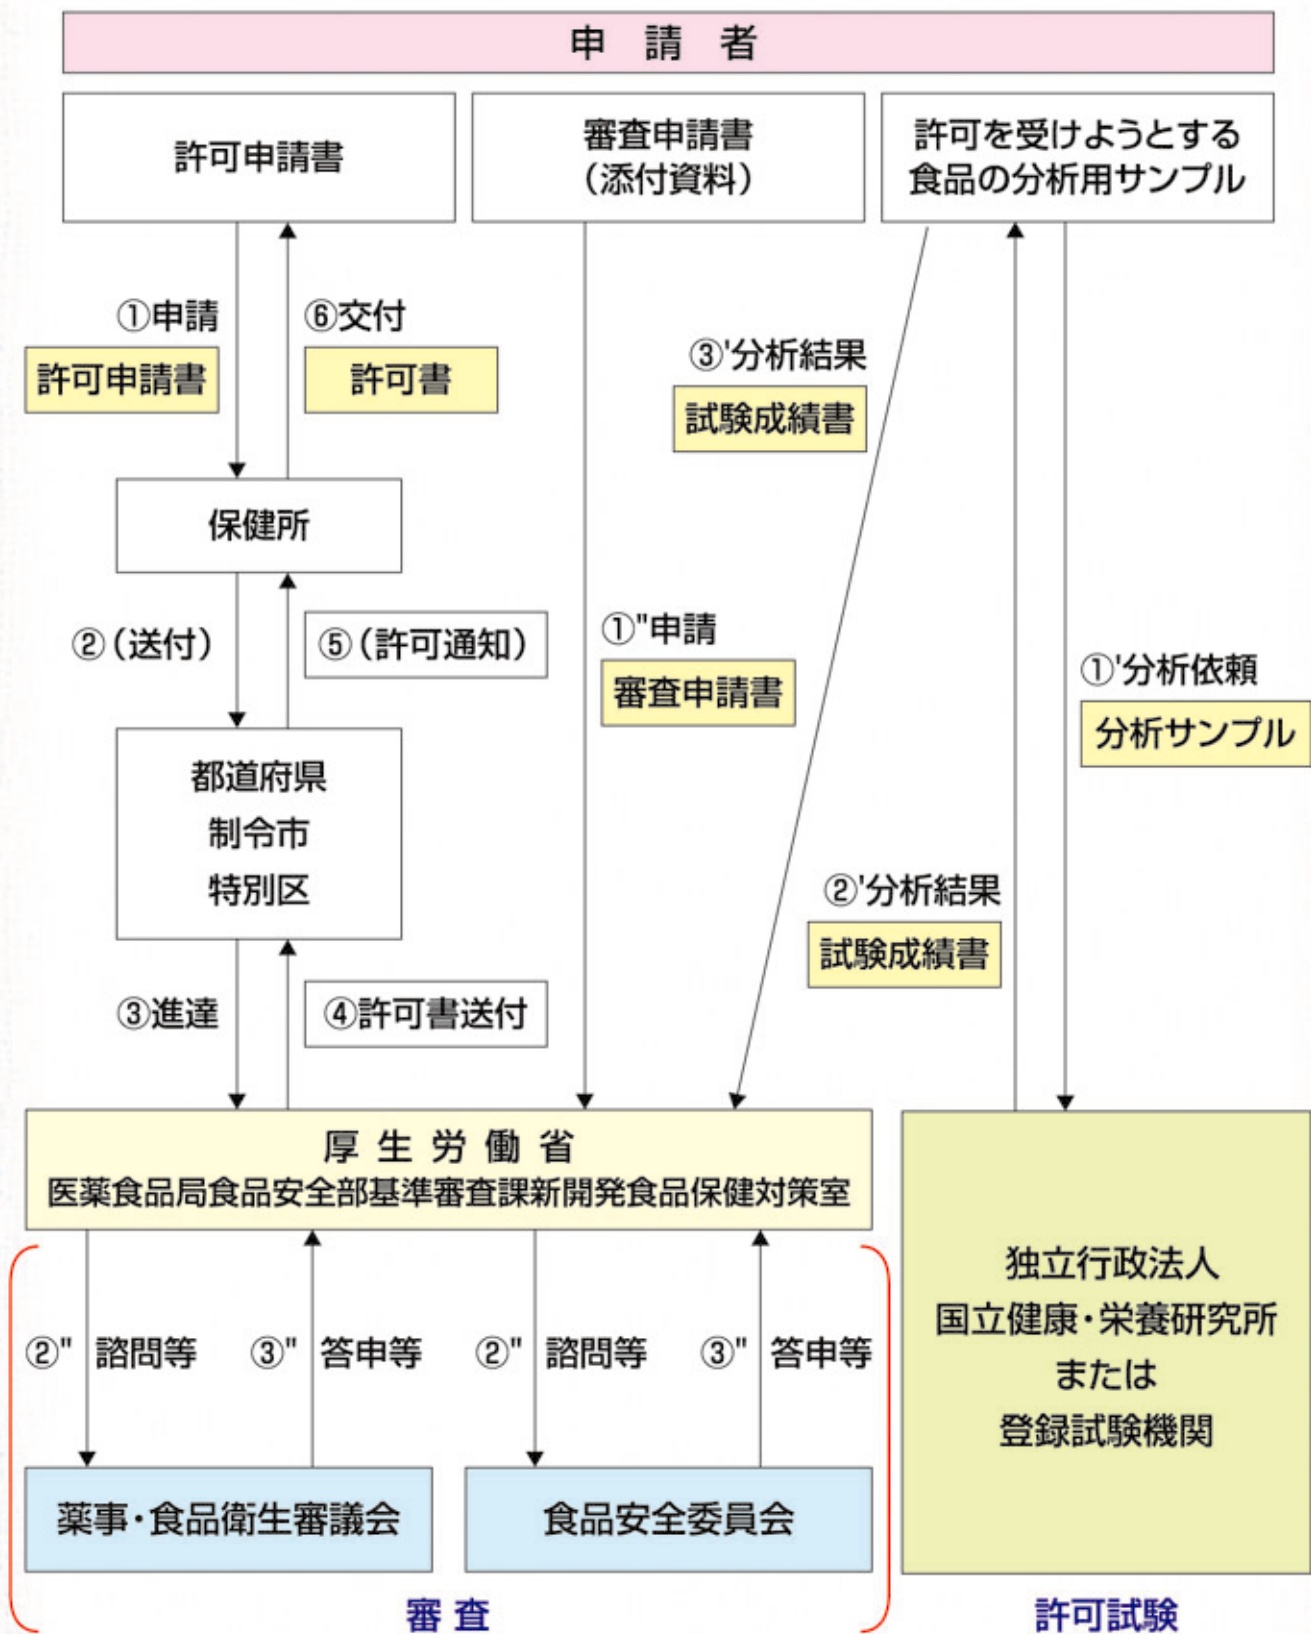 申請者
許可申請書
審査申請書
（添付資料）
許可を受けようとする
食品の分析用サンプル
①申請
許可申請書
⑥交付
許可書
③'分析結果
試験成績書
保健所
②（送付）
⑤（許可通知）
①"申請
審査申請書
①'分析依頼
分析サンプル
都道府県
制令市
特別区
②'分析結果
試験成績書
③進達
④許可書送付
厚生労働省
医薬食品局食品安全部基準審査課新開発食品保健対策室
独立行政法人
国立健康・栄養研究所
または
登録試験機関
②" 諮問等
③" 答申等
②" 諮問等
③" 答申等
薬事・食品衛生審議会
食品安全委員会
審査
許可試験